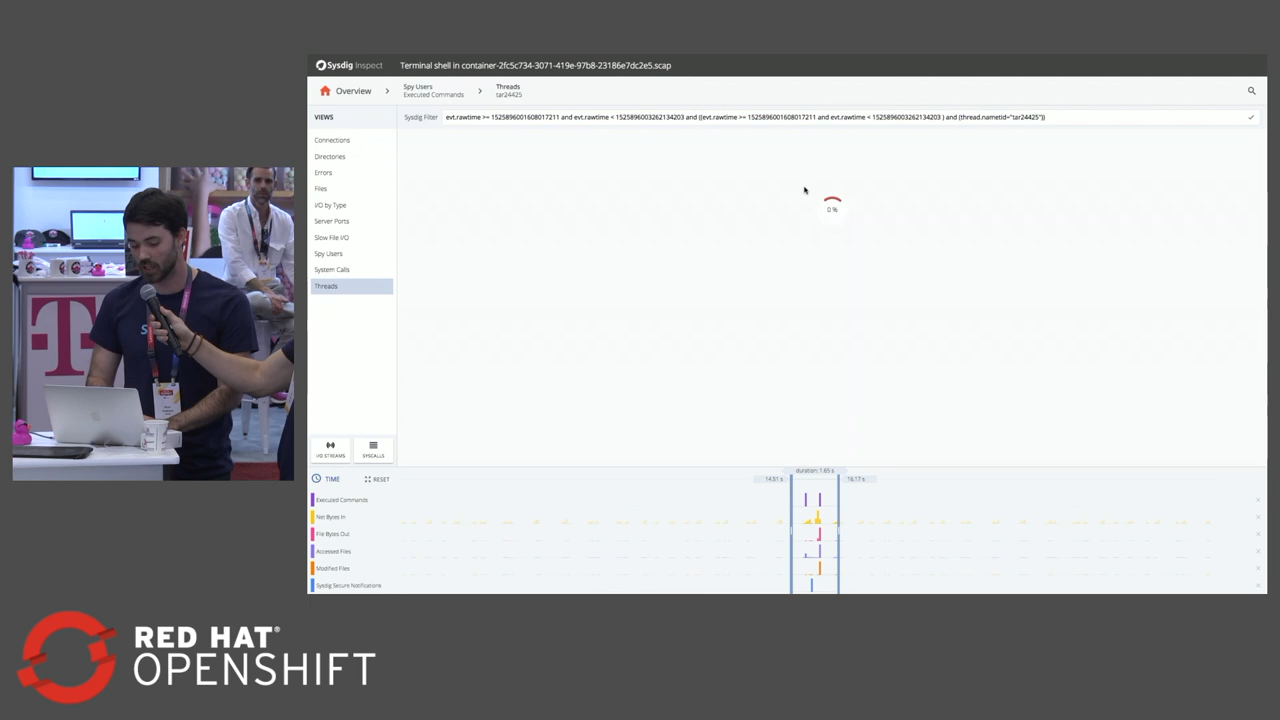 Sysdig Inspect
Terminal shell in container-2fc5c734-3071-419e-97b8-23186e7dc2e5.scap
Overview
Spy Users
Executed Commands
Threads
tar24425
VIEWS
Sysdig Filter
evt.rawtime >= 1525896001608017211 and evt.rawtime < 1525896003262134203 and ((evt.rawtime >= 1525896001608017211 and evt.rawtime < 1525896003262134203 ) and (thread.nametid="tar24425"))
Connections
Directories
Errors
Files
I/O by Type
Server Ports
Slow File I/O
Spy Users
System Calls
Threads
0 %
I/O STREAMS
SYSCALLS
duration: 1.65 s
TIME
RESET
14.51 s
16.17 s
Executed Commands
Net Bytes In
File Bytes Out
Accessed Files
Modified Files
Sysdig Secure Notifications
T
RED HAT®
OPENSHIFT